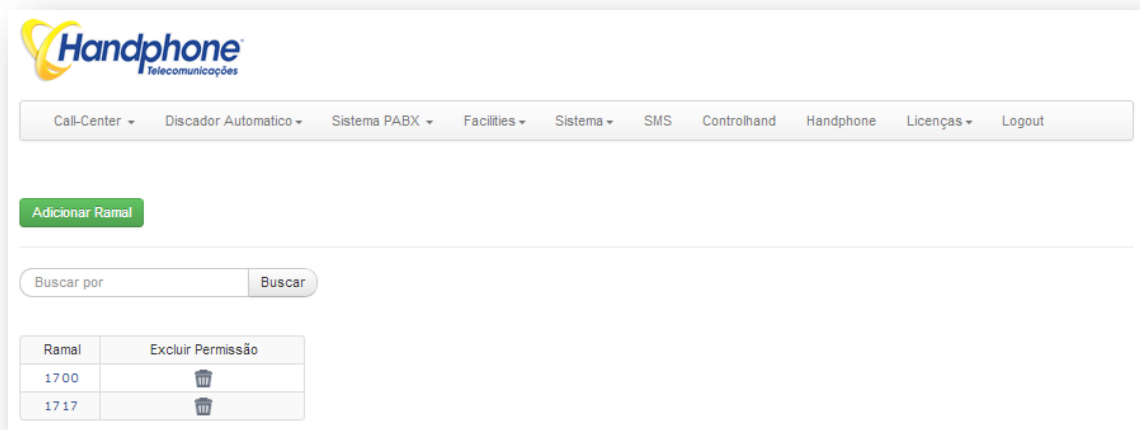 Handphone
Telecomunicações
Call-Center Discador Automatico Sistema PABX Facilities Sistema SMS Controlhand Handphone Licenças Logout
Adicionar Ramal
Buscar por Buscar
Ramal Excluir Permissão
1700
1717